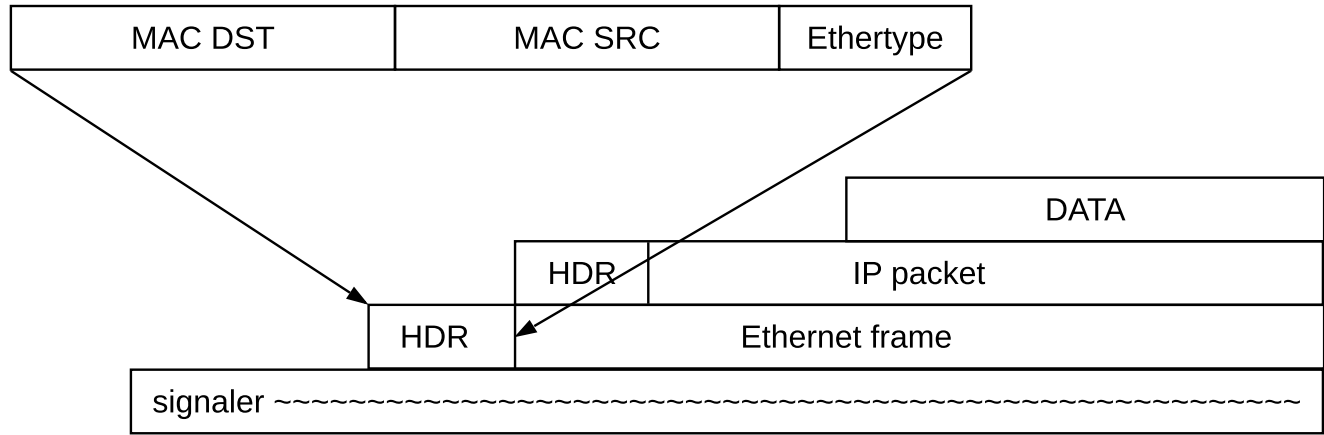 MAC DST MAC SRC Ethertype
DATA
HDR IP packet
HDR Ethernet frame
signaler ~~~~~~~~~~~~~~~~~~~~~~~~~~~~~~~~~~~~~~~~~~~~~~~~~~~~~~~